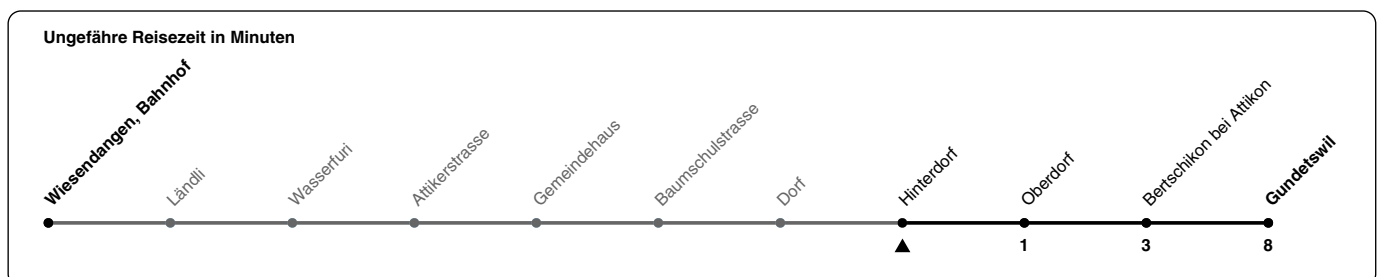 Ungefähre Reisezeit in Minuten
Wiesendangen, Bahnhof
Ländli
Wasserfuri
Attikerstrasse
Gemeindehaus
Baumschulstrasse
Dorf
Hinterdorf
Oberdorf
Bertschikon bei Attikon
Gundetswil
1
3
8